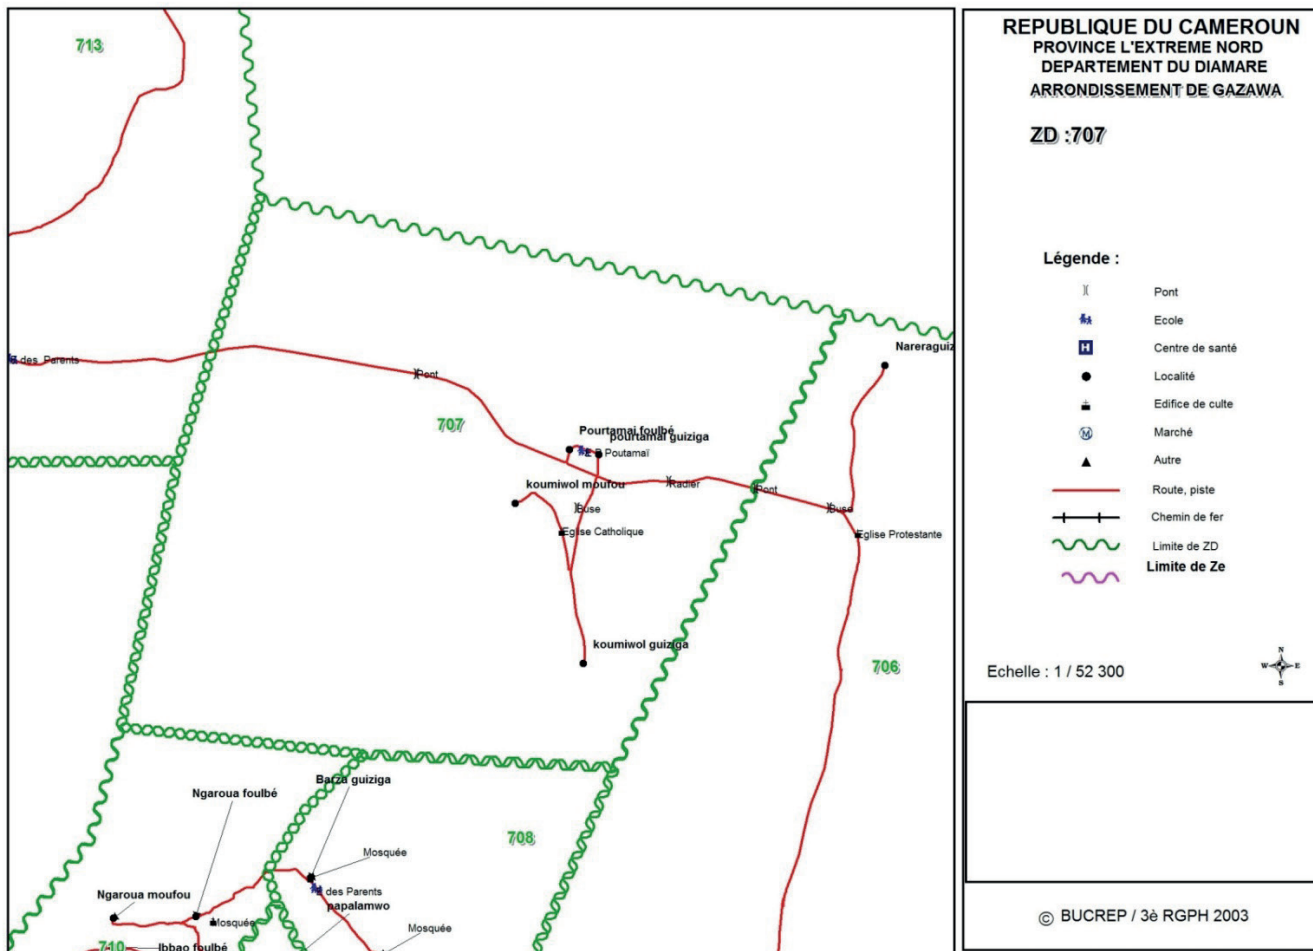 713
E des Parents
Pont
707
Pourtamai foulbé
pourtamai guiziga
E P Poutamaï
koumiwol moufou
Radier
Pont
Buse
Eglise Catholique
koumiwol guiziga
Nareraguiz
Buse
Eglise Protestante
706
Barza guiziga
Ngaroua foulbé
708
Mosquée
E des Parents
papalamwo
Ngaroua moufou
Mosquée
Mosquée
710
Ibbao foulbé
REPUBLIQUE DU CAMEROUN
PROVINCE L'EXTREME NORD
DEPARTEMENT DU DIAMARE
ARRONDISSEMENT DE GAZAWA
ZD :707
Légende :
Pont
Ecole
H Centre de santé
Localité
Edifice de culte
M Marché
Autre
Route, piste
Chemin de fer
Limite de ZD
Limite de Ze
Echelle : 1 / 52 300
N
W E
S
© BUCREP / 3è RGPH 2003